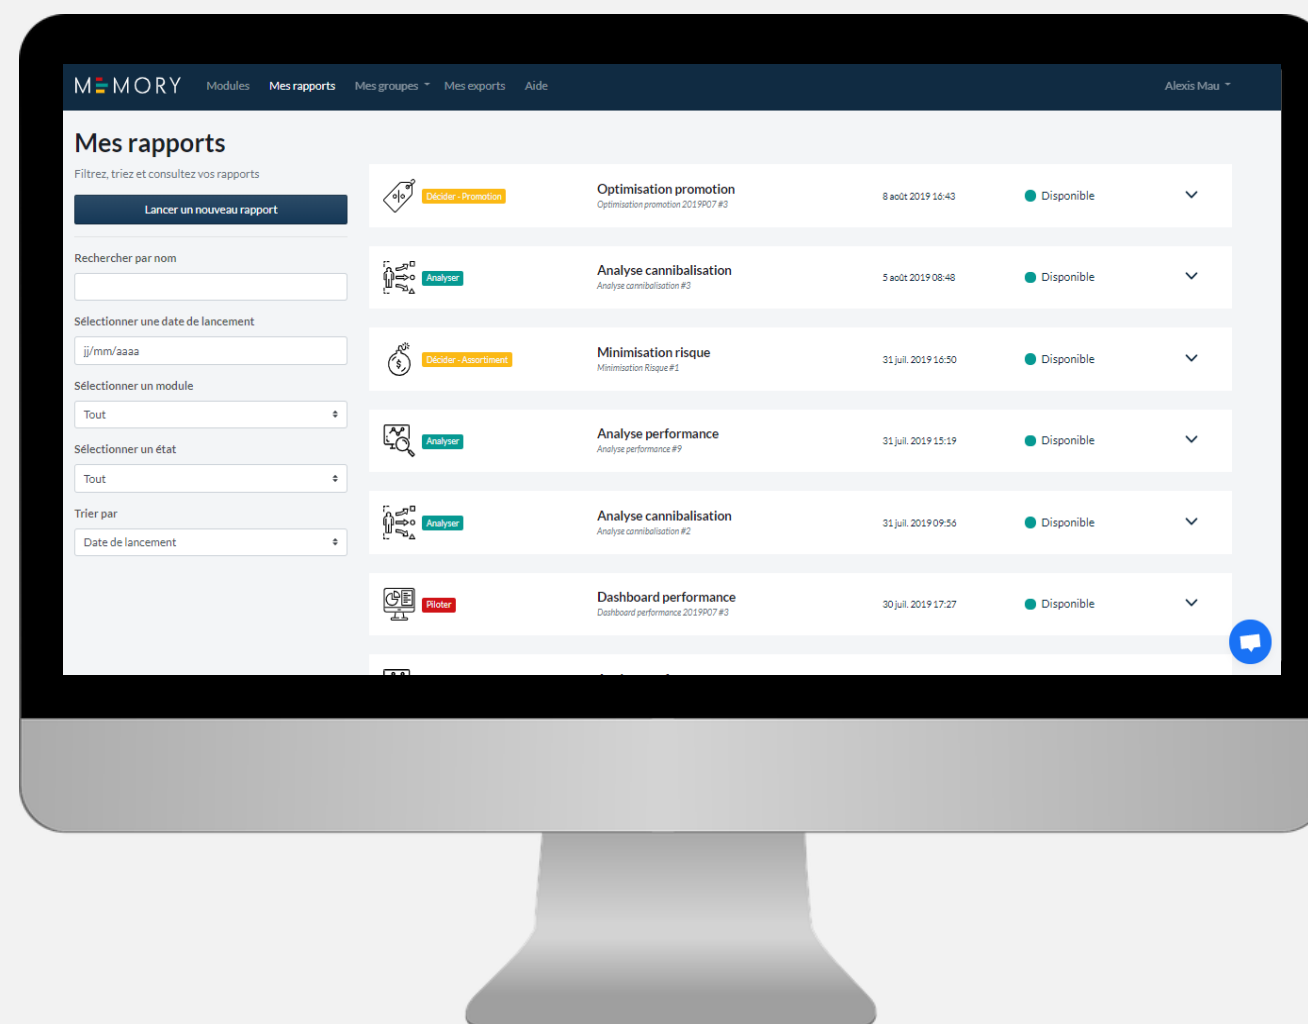 MEMORY Modules Mes rapports Mes groupes Mes exports Aide Alexis Mau
Mes rapports
Filtrez, triez et consultez vos rapports
Lancer un nouveau rapport
Rechercher par nom
Sélectionner une date de lancement
jj/mm/aaaa
Sélectionner un module
Tout
Sélectionner un état
Tout
Trier par
Date de lancement
Décider - Promotion Optimisation promotion 8 août 2019 16:43 Disponible
Optimisation promotion 2019P07 #3
Analyser Analyse cannibalisation 5 août 2019 08:48 Disponible
Analyse cannibalisation #3
Décider - Assortiment Minimisation risque 31 juil. 2019 16:50 Disponible
Minimisation Risque #1
Analyser Analyse performance 31 juil. 2019 15:19 Disponible
Analyse performance #9
Analyser Analyse cannibalisation 31 juil. 2019 09:56 Disponible
Analyse cannibalisation #2
Piloter Dashboard performance 30 juil. 2019 17:27 Disponible
Dashboard performance 2019P07 #3